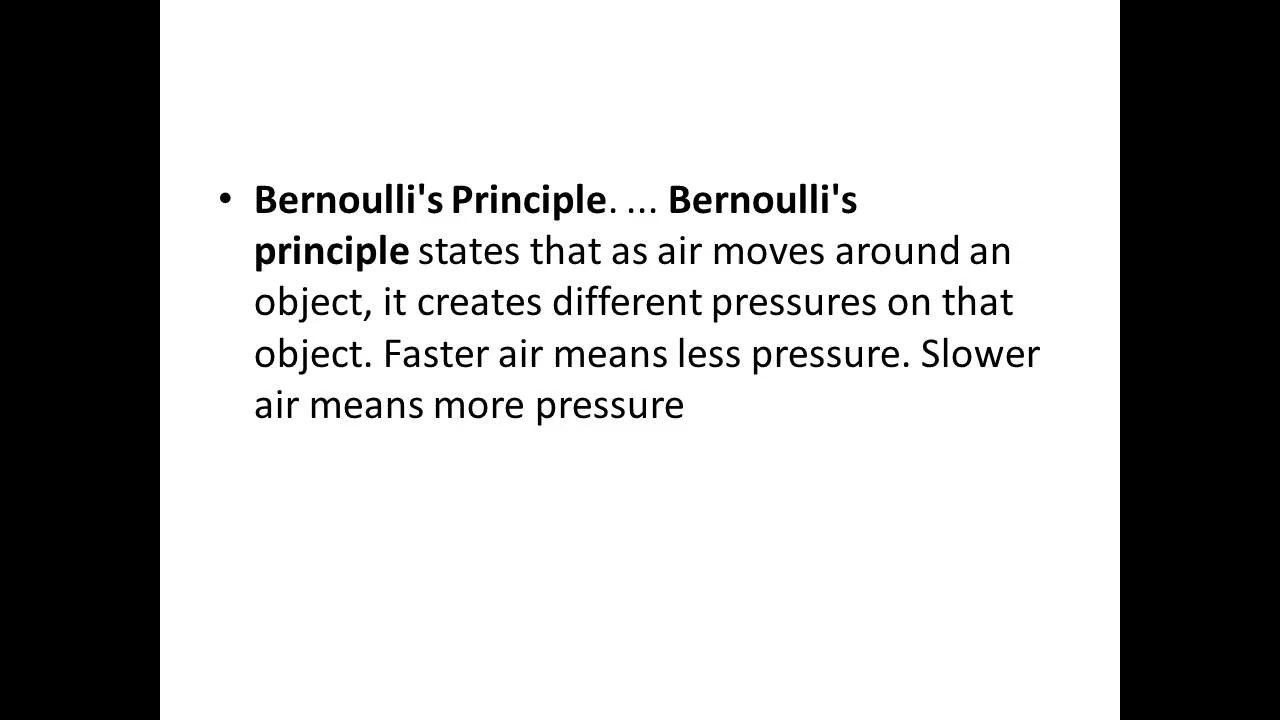 • Bernoulli's Principle. ... Bernoulli's
principle states that as air moves around an
object, it creates different pressures on that
object. Faster air means less pressure. Slower
air means more pressure